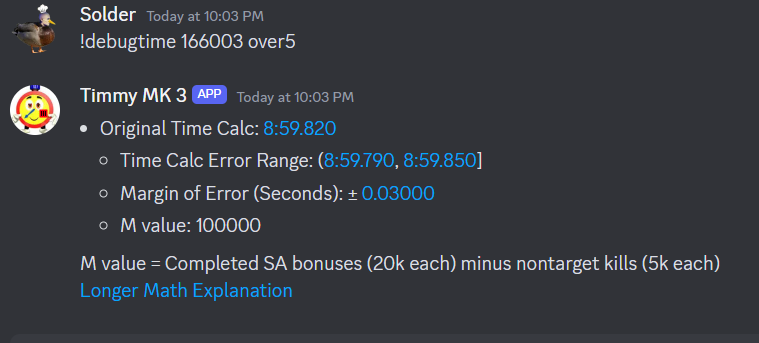 Solder Today at 10:03 PM
!debugtime 166003 over5
Timmy MK 3 APP Today at 10:03 PM
• Original Time Calc: 8:59.820
◦ Time Calc Error Range: (8:59.790, 8:59.850]
◦ Margin of Error (Seconds): ± 0.03000
◦ M value: 100000
M value = Completed SA bonuses (20k each) minus nontarget kills (5k each)
Longer Math Explanation